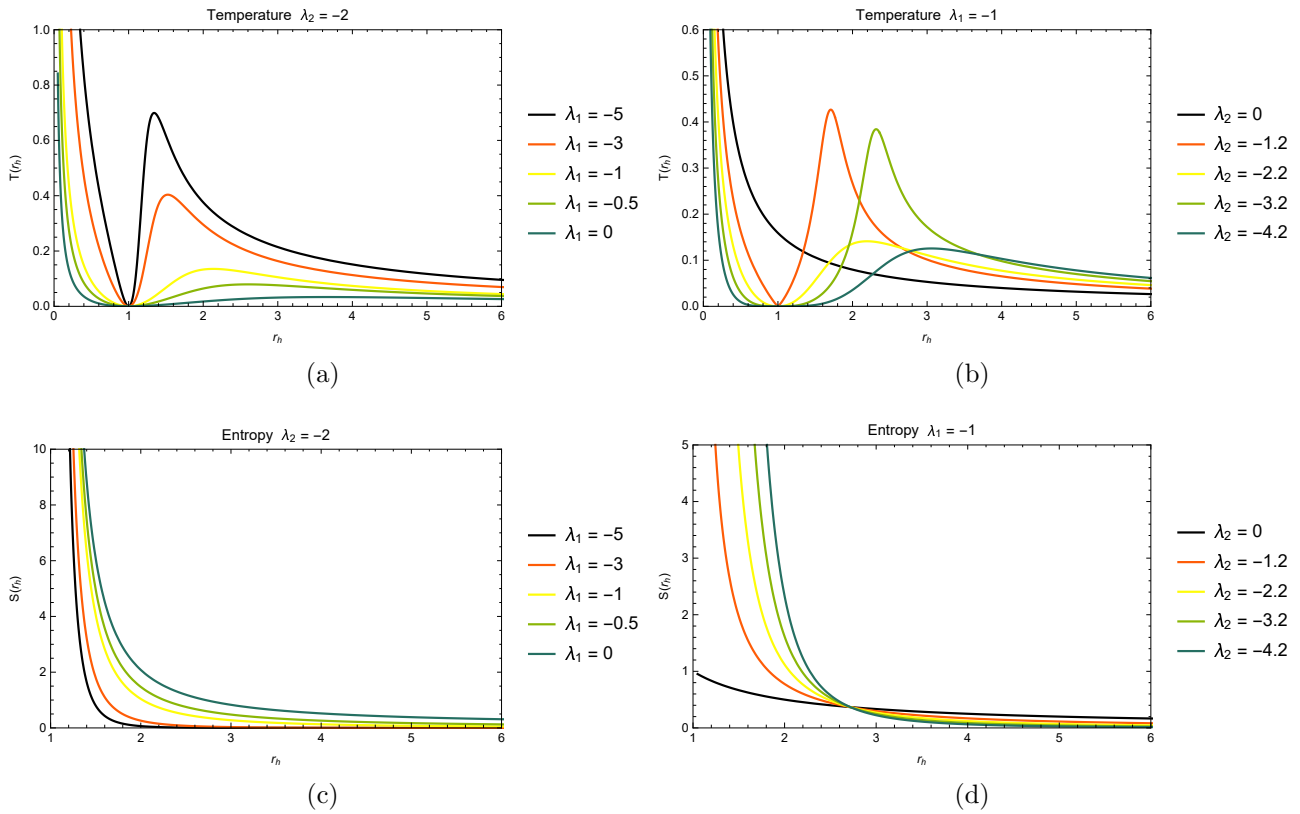 Temperature λ₂ = −2
T(rₕ)
1.0
0.8
0.6
0.4
0.2
0.0
0 1 2 3 4 5 6
rₕ
λ₁ = −5
λ₁ = −3
λ₁ = −1
λ₁ = −0.5
λ₁ = 0
(a)
Temperature λ₁ = −1
T(rₕ)
0.6
0.5
0.4
0.3
0.2
0.1
0.0
0 1 2 3 4 5 6
rₕ
λ₂ = 0
λ₂ = −1.2
λ₂ = −2.2
λ₂ = −3.2
λ₂ = −4.2
(b)
Entropy λ₂ = −2
S(rₕ)
10
8
6
4
2
0
1 2 3 4 5 6
rₕ
λ₁ = −5
λ₁ = −3
λ₁ = −1
λ₁ = −0.5
λ₁ = 0
(c)
Entropy λ₁ = −1
S(rₕ)
5
4
3
2
1
0
1 2 3 4 5 6
rₕ
λ₂ = 0
λ₂ = −1.2
λ₂ = −2.2
λ₂ = −3.2
λ₂ = −4.2
(d)